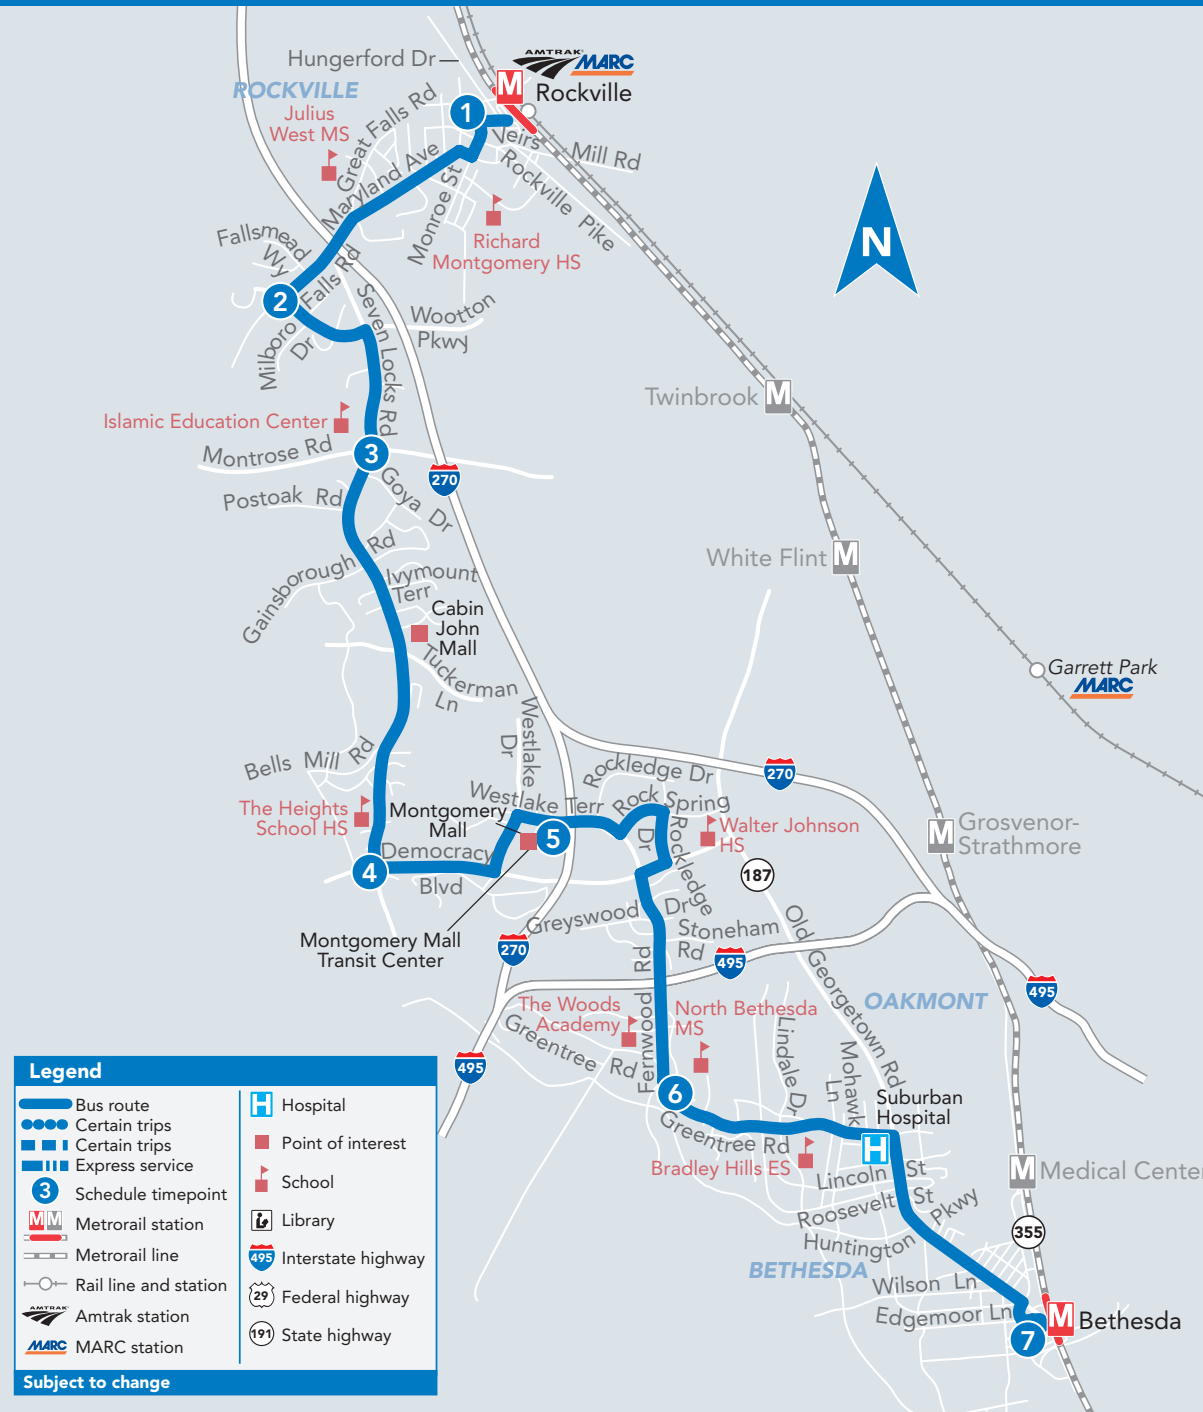 Hungerford Dr
AMTRAK
MARC
M
Rockville
ROCKVILLE
Julius
West MS
Great Falls Rd
1
Veirs
Mill Rd
Maryland Ave
Rockville Pike
Monroe St
Richard
Montgomery HS
N
Fallsmead
Wy
Falls Rd
2
Milboro
Dr
Seven Locks Rd
Wootton
Pkwy
Twinbrook
M
Islamic Education Center
Montrose Rd
3
270
Goya Dr
Postoak Rd
White Flint
M
Gainsborough Rd
Ivymount
Terr
Cabin
John
Mall
Tuckerman
Ln
Garrett Park
MARC
Westlake
Dr
Bells Mill Rd
Rockledge Dr
270
Westlake Terr
Rock Spring
Dr
The Heights
School HS
Montgomery
Mall
5
Walter Johnson
HS
M
Grosvenor-
Strathmore
Democracy
Blvd
4
Rockledge
Dr
187
Greyswood
Stoneham
Rd
Old Georgetown Rd
Montgomery Mall
Transit Center
270
495
495
OAKMONT
The Woods
Academy
North Bethesda
MS
Fernwood Rd
Greentree Rd
Lindale Dr
Mohawk
Ln
495
6
Suburban
Hospital
H
Greentree Rd
Bradley Hills ES
Lincoln St
M
Medical Center
Roosevelt St
Huntington Pkwy
355
BETHESDA
Wilson Ln
Edgemoor Ln
M
Bethesda
7
Legend
Bus route
Certain trips
Certain trips
Express service
3
Schedule timepoint
M M
Metrorail station
Metrorail line
Rail line and station
AMTRAK
Amtrak station
MARC
MARC station
H
Hospital
Point of interest
School
Library
495
Interstate highway
29
Federal highway
191
State highway
Subject to change